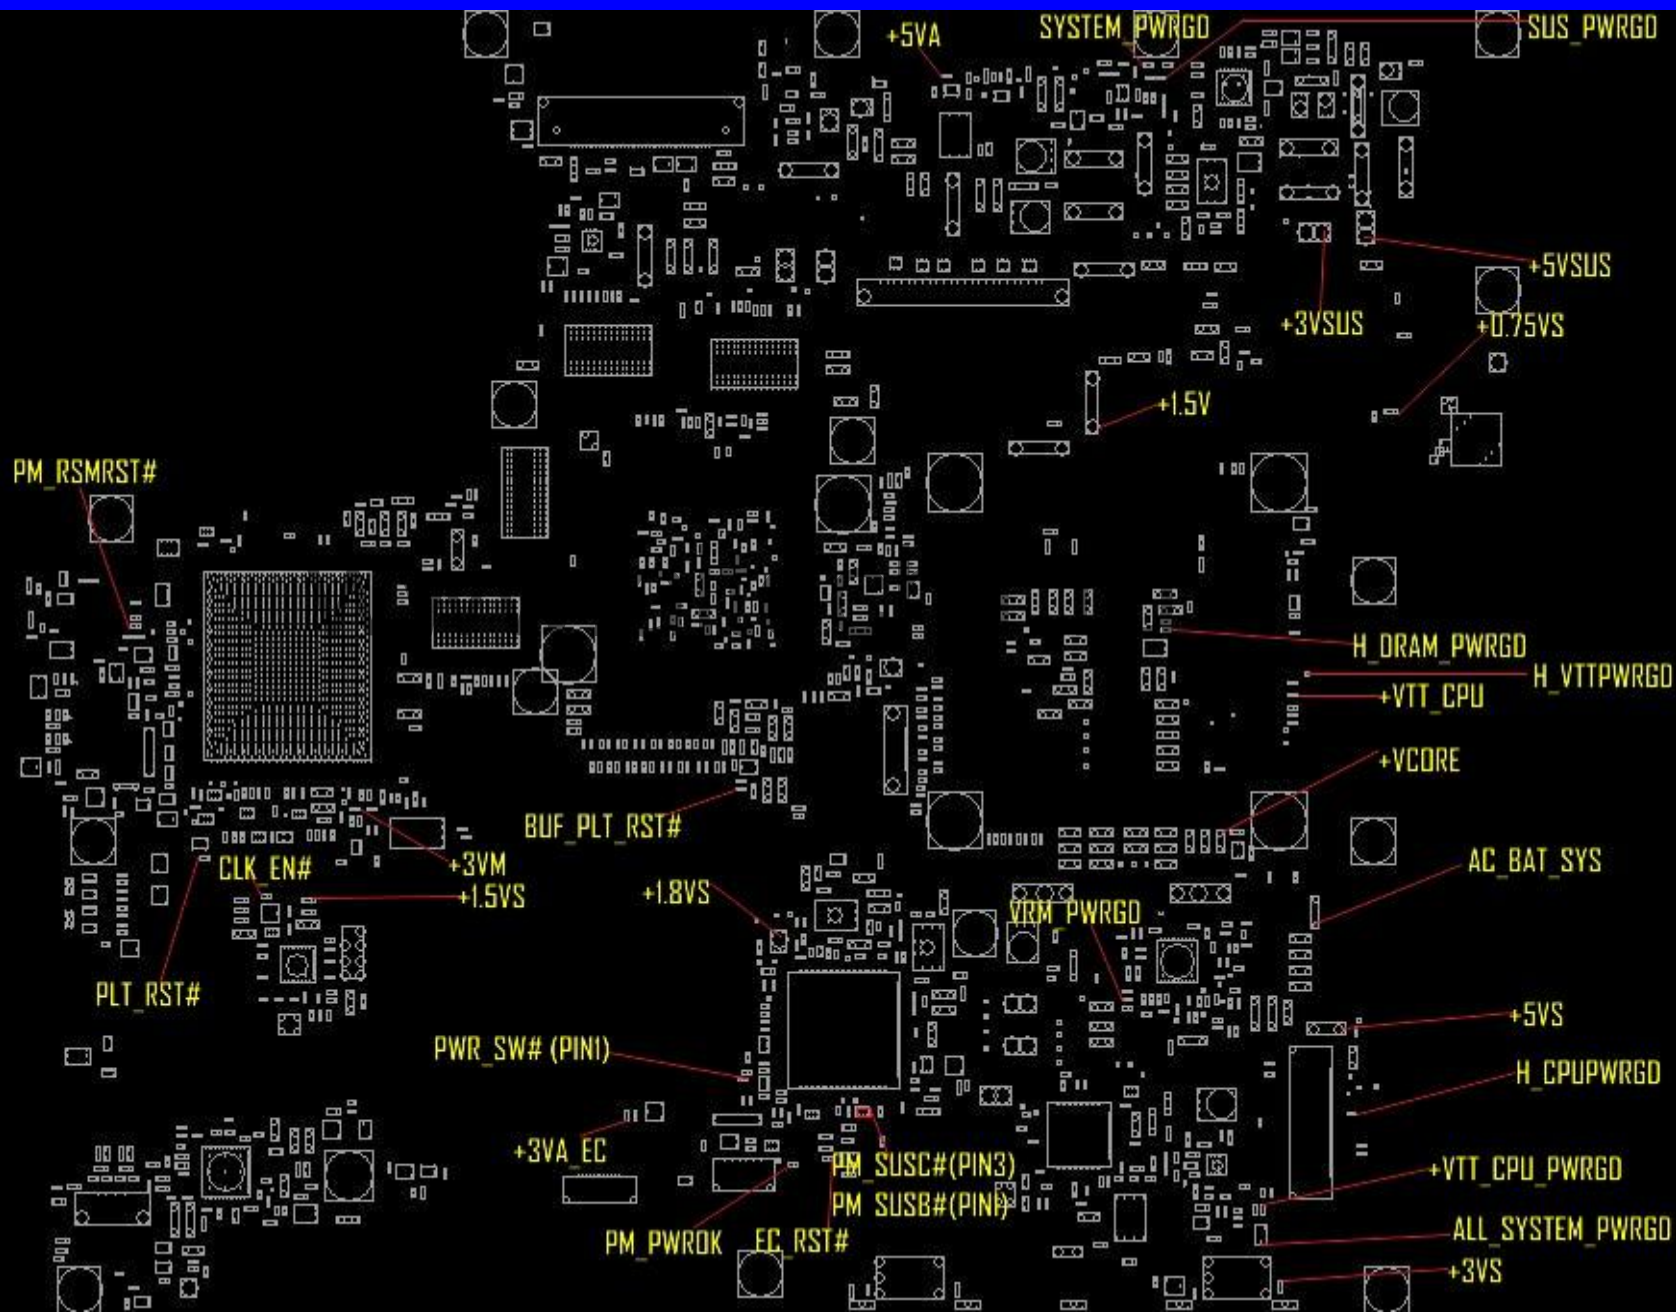 +5VA
SYSTEM_PWRGD
SUS_PWRGD
+5VSUS
+3VSUS
+0.75VS
+1.5V
PM_RSMRST#
H_DRAM_PWRGD
H_VTTPWRGD
+VTT_CPU
+VCORE
BUF_PLT_RST#
CLK_EN#
+3VM
+1.5VS
+1.8VS
AC_BAT_SYS
VRM_PWRGD
PLT_RST#
+5VS
PWR_SW# (PIN1)
H_CPUPWRGD
+3VA_EC
PM_SUSC#(PIN3)
+VTT_CPU_PWRGD
PM_SUSB#(PIN1)
PM_PWROK
EC_RST#
ALL_SYSTEM_PWRGD
+3VS